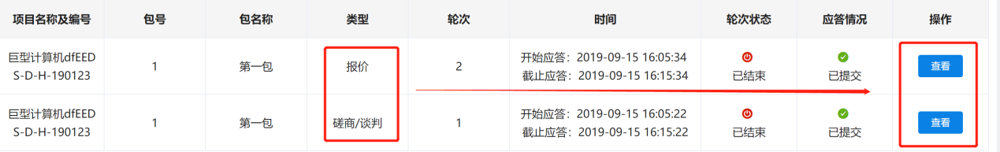 项目名称及编号 包号 包名称 类型 轮次 时间 轮次状态 应答情况 操作
巨型计算机dfEED
S-D-H-190123
1
第一包
报价
2
开始应答：2019-09-15 16:05:34
截止应答：2019-09-15 16:15:34
已结束
已提交
查看
巨型计算机dfEED
S-D-H-190123
1
第一包
磋商/谈判
1
开始应答：2019-09-15 16:05:22
截止应答：2019-09-15 16:15:22
已结束
已提交
查看